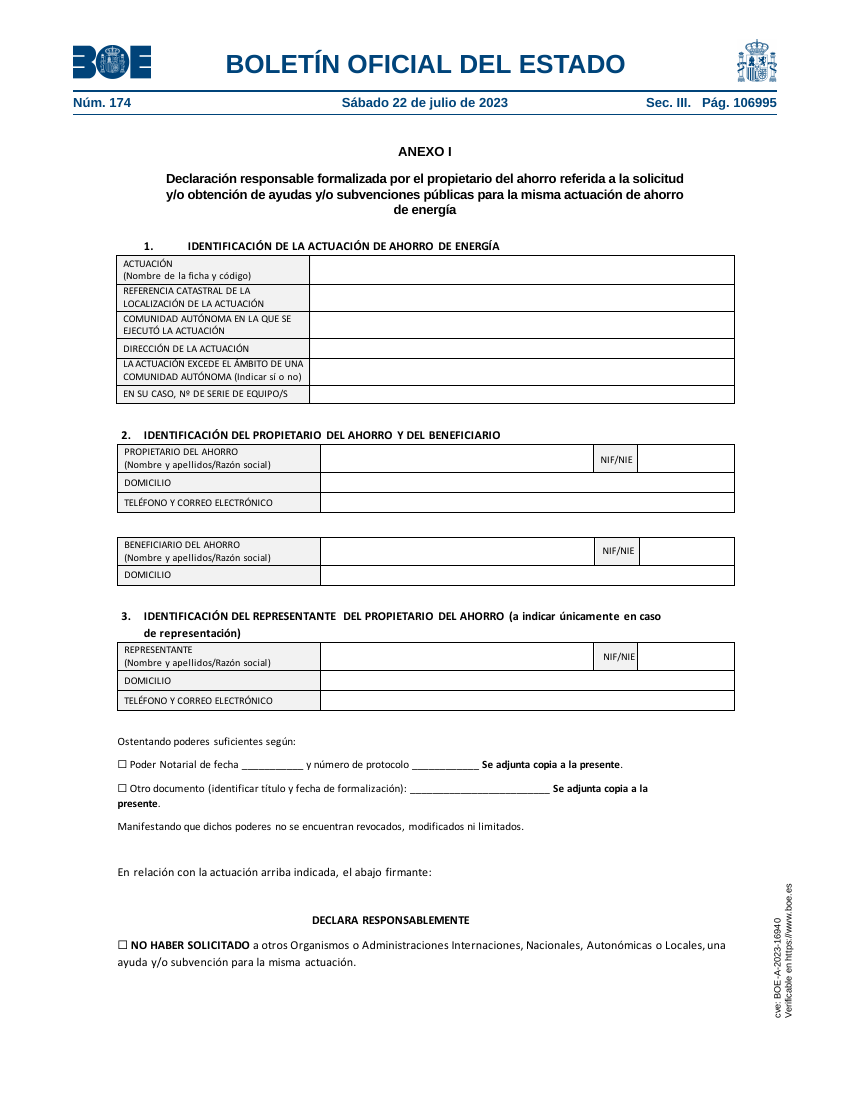 BOE
BOLETÍN OFICIAL DEL ESTADO
Núm. 174 Sábado 22 de julio de 2023 Sec. III. Pág. 106995
ANEXO I
Declaración responsable formalizada por el propietario del ahorro referida a la solicitud
y/o obtención de ayudas y/o subvenciones públicas para la misma actuación de ahorro
de energía
1. IDENTIFICACIÓN DE LA ACTUACIÓN DE AHORRO DE ENERGÍA
ACTUACIÓN
(Nombre de la ficha y código)
REFERENCIA CATASTRAL DE LA
LOCALIZACIÓN DE LA ACTUACIÓN
COMUNIDAD AUTÓNOMA EN LA QUE SE
EJECUTÓ LA ACTUACIÓN
DIRECCIÓN DE LA ACTUACIÓN
LA ACTUACIÓN EXCEDE EL ÁMBITO DE UNA
COMUNIDAD AUTÓNOMA (Indicar sí o no)
EN SU CASO, Nº DE SERIE DE EQUIPO/S
2. IDENTIFICACIÓN DEL PROPIETARIO DEL AHORRO Y DEL BENEFICIARIO
PROPIETARIO DEL AHORRO
(Nombre y apellidos/Razón social) NIF/NIE
DOMICILIO
TELÉFONO Y CORREO ELECTRÓNICO
BENEFICIARIO DEL AHORRO
(Nombre y apellidos/Razón social) NIF/NIE
DOMICILIO
3. IDENTIFICACIÓN DEL REPRESENTANTE DEL PROPIETARIO DEL AHORRO (a indicar únicamente en caso
de representación)
REPRESENTANTE
(Nombre y apellidos/Razón social) NIF/NIE
DOMICILIO
TELÉFONO Y CORREO ELECTRÓNICO
Ostentando poderes suficientes según:
☐ Poder Notarial de fecha ___________ y número de protocolo ____________ Se adjunta copia a la presente.
☐ Otro documento (identificar título y fecha de formalización): _________________________ Se adjunta copia a la
presente.
Manifestando que dichos poderes no se encuentran revocados, modificados ni limitados.
En relación con la actuación arriba indicada, el abajo firmante:
DECLARA RESPONSABLEMENTE
☐ NO HABER SOLICITADO a otros Organismos o Administraciones Internaciones, Nacionales, Autonómicas o Locales, una
ayuda y/o subvención para la misma actuación.
cve: BOE-A-2023-16940
Verificable en https://www.boe.es